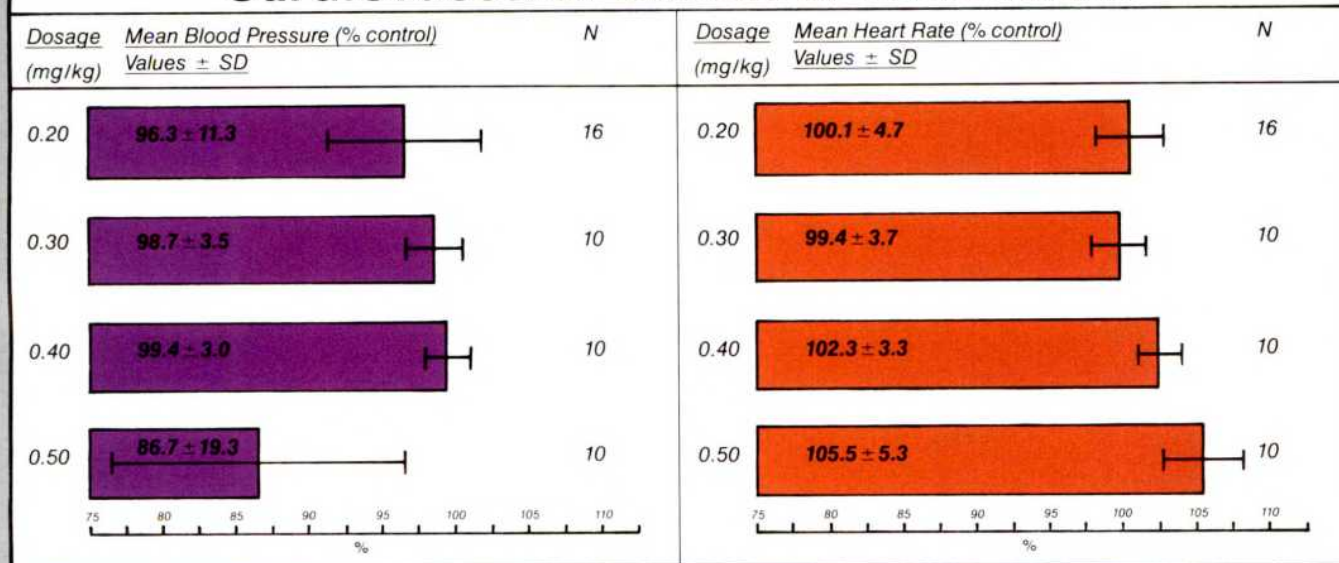 Dosage Mean Blood Pressure (% control) N
(mg/kg) Values ± SD
0.20 96.3 ± 11.3 16
0.30 98.7 ± 3.5 10
0.40 99.4 ± 3.0 10
0.50 86.7 ± 19.3 10
75 80 85 90 95 100 105 110
%
Dosage Mean Heart Rate (% control) N
(mg/kg) Values ± SD
0.20 100.1 ± 4.7 16
0.30 99.4 ± 3.7 10
0.40 102.3 ± 3.3 10
0.50 105.5 ± 5.3 10
75 80 85 90 95 100 105 110
%